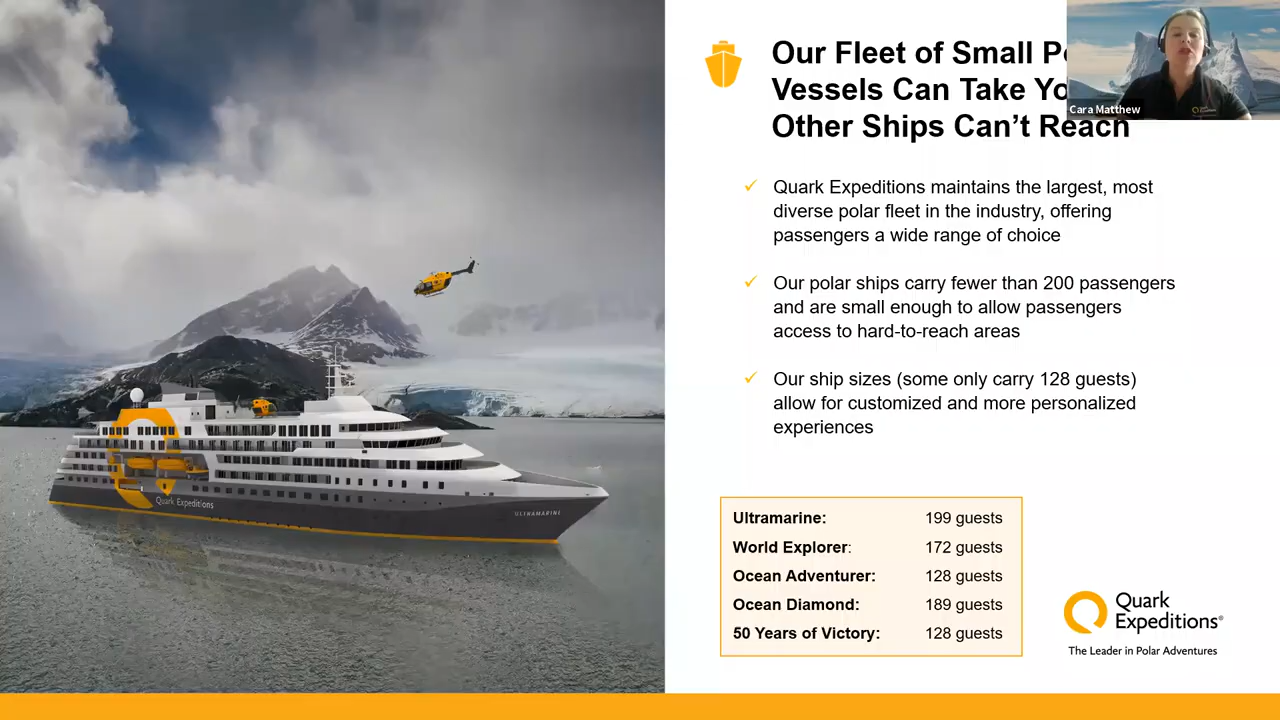 Our Fleet of Small
Vessels Can Take
Other Ships Can’t Reach
Cara Matthew
Quark Expeditions maintains the largest, most
diverse polar fleet in the industry, offering
passengers a wide range of choice
Our polar ships carry fewer than 200 passengers
and are small enough to allow passengers
access to hard-to-reach areas
Our ship sizes (some only carry 128 guests)
allow for customized and more personalized
experiences
Quark Expeditions
ULTRAMARINE
Ultramarine: 199 guests
World Explorer: 172 guests
Ocean Adventurer: 128 guests
Ocean Diamond: 189 guests
50 Years of Victory: 128 guests
Quark
Expeditions®
The Leader in Polar Adventures